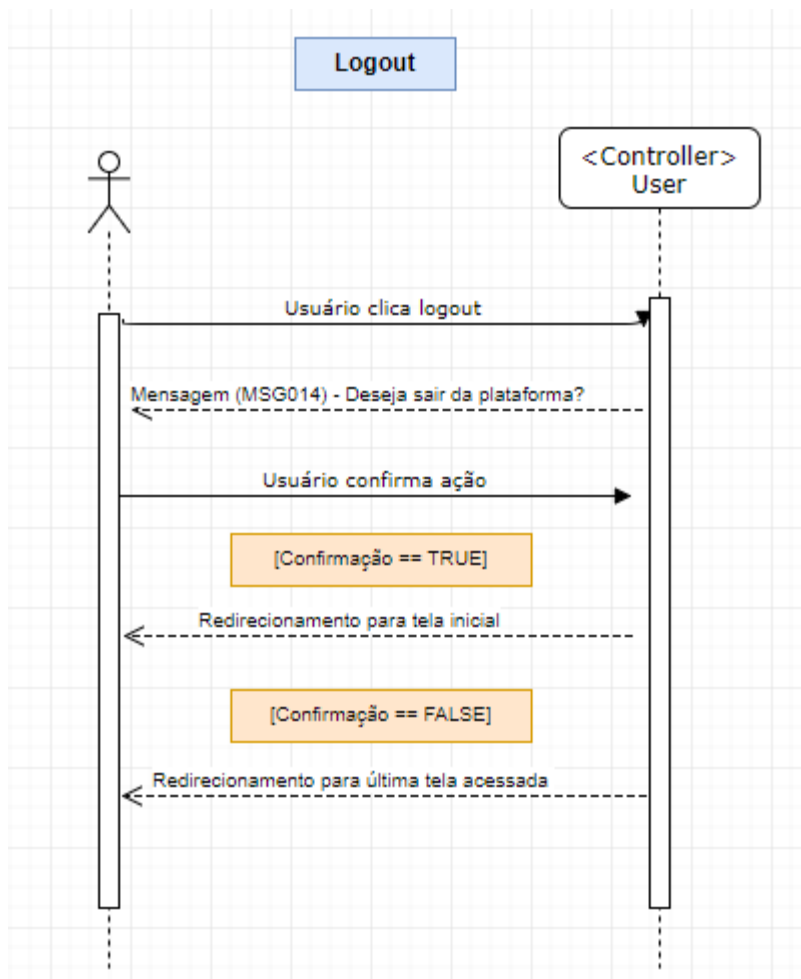 Logout
<Controller>
User
Usuário clica logout
Mensagem (MSG014) - Deseja sair da plataforma?
Usuário confirma ação
[Confirmação == TRUE]
Redirecionamento para tela inicial
[Confirmação == FALSE]
Redirecionamento para última tela acessada